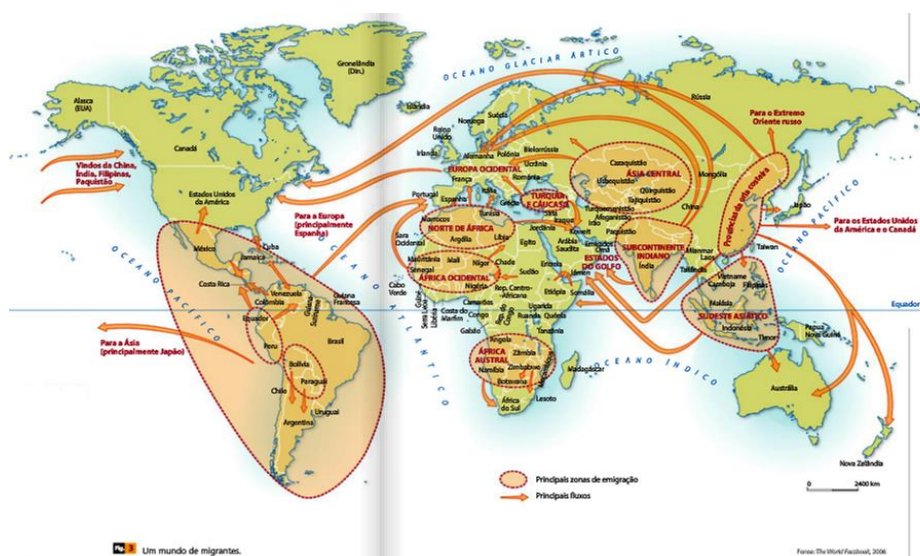 OCEANO GLACIAR ÁRTICO
Gronelândia
(Din.)
Alasca
(EUA)
Islândia
Suécia
Noruega
Rússia
Reino
Unido
Irlanda
Canadá
Alemanha
Polónia
Bielorrússia
Ucrânia
EUROPA OCIDENTAL
França
Roménia
Para o Extremo
Oriente russo
Vindos da China,
Índia, Filipinas,
Paquistão
Cazaquistão
Mongólia
ÁSIA CENTRAL
Usbequistão
Quirguistão
Tajiquistão
Turquemenistão
Províncias da orla costeira
Japão
Estados Unidos
da América
Portugal
Espanha
Itália
Grécia
TURQUIA
E CÁUCASO
Síria
Iraque
Irão
Afeganistão
China
Para a Europa
(principalmente
Espanha)
Marrocos
Tunísia
Jordânia
Kuweit
Paquistão
OCEANO PACÍFICO
Para os Estados Unidos
da América e o Canadá
NORTE DE ÁFRICA
Argélia
Líbia
Egito
Arábia
Saudita
Emirados
Omã
SUBCONTINENTE
INDIANO
Índia
Mianmar
Laos
Taiwan
Sara
Ocidental
México
Cuba
Jamaica
ESTADOS
DO GOLFO
Tailândia
Vietname
Camboja
Filipinas
Mauritânia
Mali
Níger
Chade
Senegal
ÁFRICA OCIDENTAL
Sudão
Eritreia
Iémen
Cabo
Verde
Costa Rica
Venezuela
Colômbia
Guiana
Suriname
Guiana
Francesa
Nigéria
Rep. Centro-
Africana
Etiópia
Somália
Malásia
SUDESTE ASIÁTICO
Guiné
Serra Leoa
Libéria
Costa do
Marfim
Camarões
Uganda
Quénia
Equador
Equador
Gabão
Congo
Ruanda
Tanzânia
Indonésia
Timor
Papua
Nova Guiné
OCEANO PACÍFICO
Para a Ásia
(principalmente Japão)
Peru
Brasil
OCEANO ATLÂNTICO
OCEANO ÍNDICO
Angola
ÁFRICA
AUSTRAL
Zâmbia
Zimbabwe
Namíbia
Botswana
Madagáscar
Bolívia
Paraguai
Chile
Uruguai
Argentina
África
do Sul
Lesoto
Austrália
Nova Zelândia
Principais zonas de emigração
Principais fluxos
0 2400 km
Fig. 3 Um mundo de migrantes.
Fonte: The World Factbook, 2006